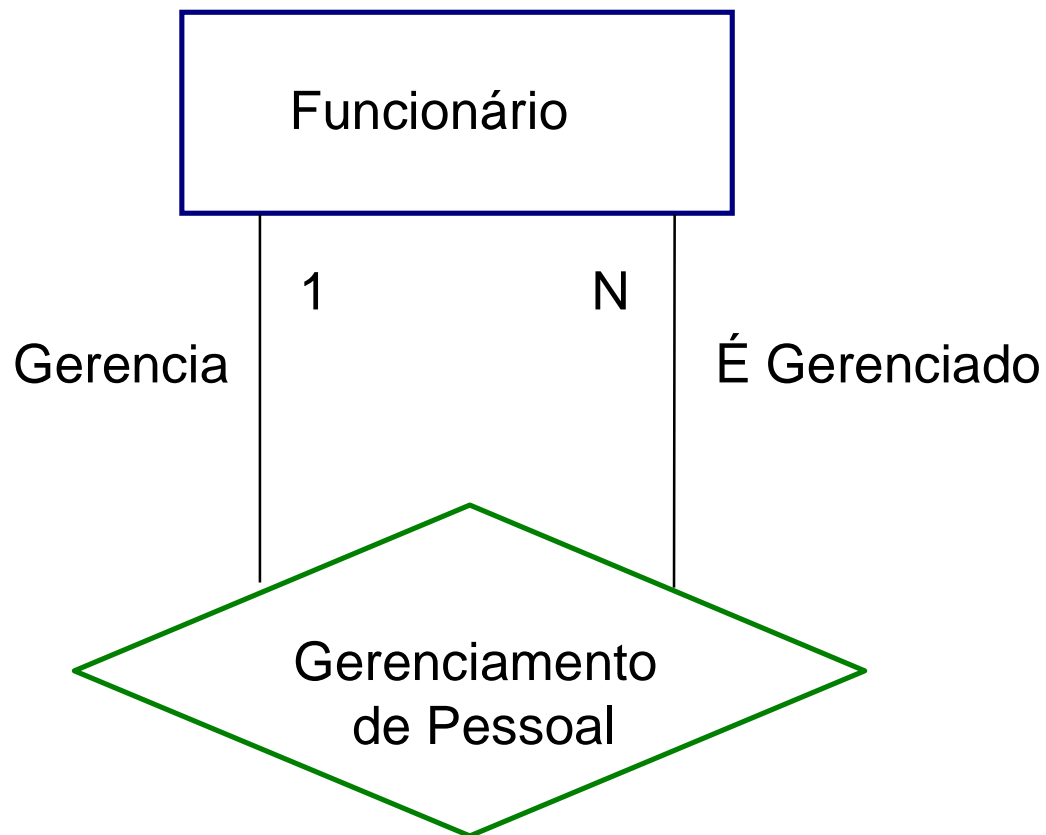 Funcionário
1
N
Gerencia
É Gerenciado
Gerenciamento
de Pessoal